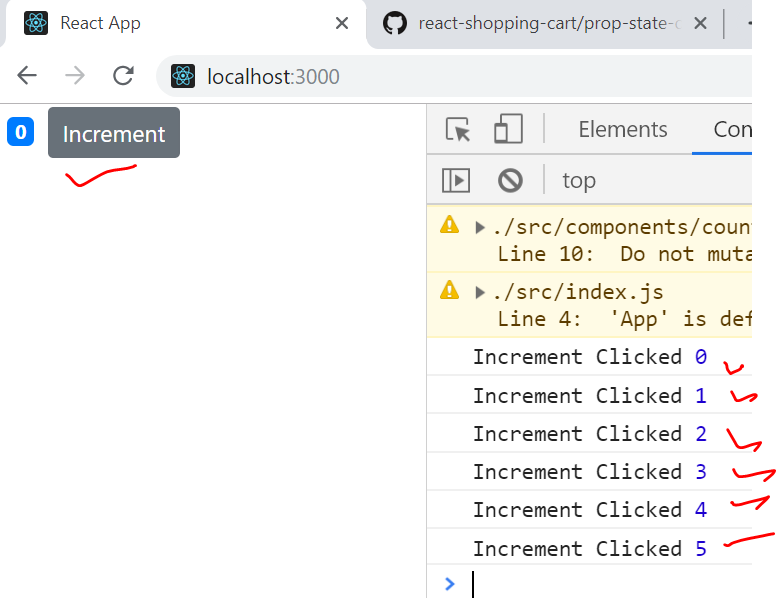 React App
react-shopping-cart/prop-state-
localhost:3000
0 Increment
Elements
top
./src/components/coun
Line 10: Do not muta
./src/index.js
Line 4: 'App' is def
Increment Clicked 0
Increment Clicked 1
Increment Clicked 2
Increment Clicked 3
Increment Clicked 4
Increment Clicked 5